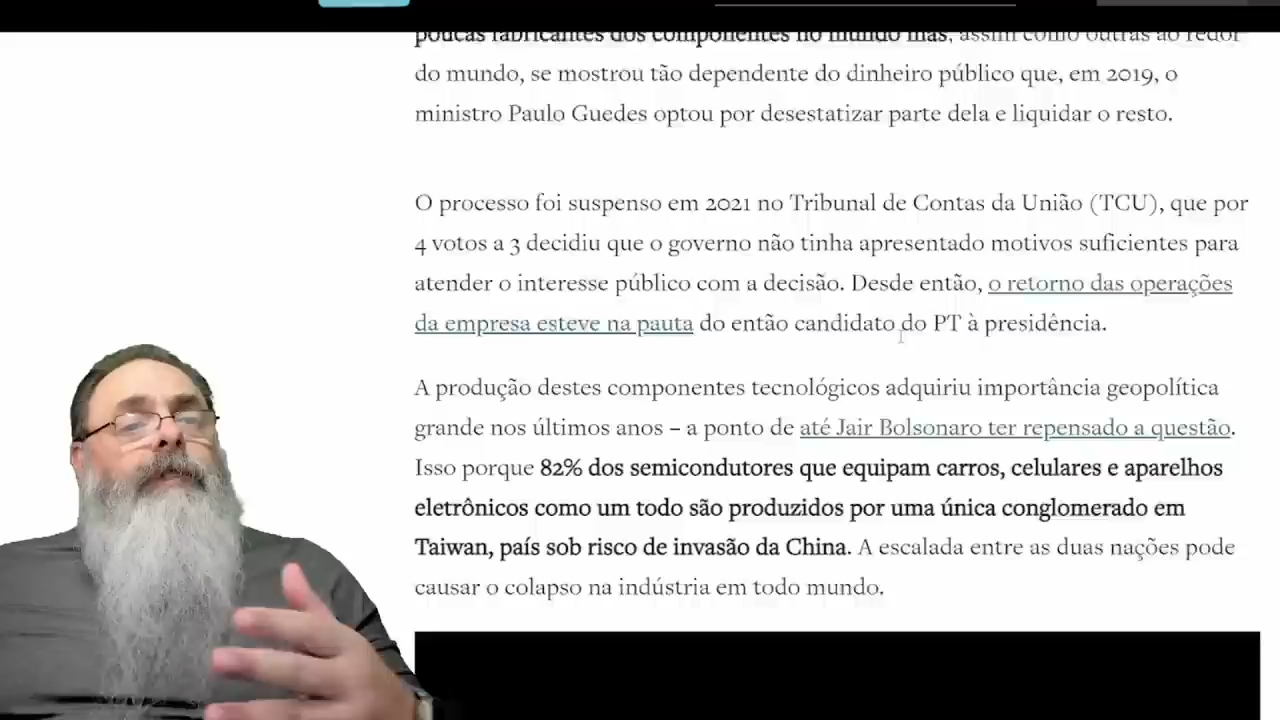 poucas fabricantes dos componentes no mundo mas, assim como outras ao redor
do mundo, se mostrou tão dependente do dinheiro público que, em 2019, o
ministro Paulo Guedes optou por desestatizar parte dela e liquidar o resto.
O processo foi suspenso em 2021 no Tribunal de Contas da União (TCU), que por
4 votos a 3 decidiu que o governo não tinha apresentado motivos suficientes para
atender o interesse público com a decisão. Desde então, o retorno das operações
da empresa esteve na pauta do então candidato do PT à presidência.
A produção destes componentes tecnológicos adquiriu importância geopolítica
grande nos últimos anos – a ponto de até Jair Bolsonaro ter repensado a questão.
Isso porque 82% dos semicondutores que equipam carros, celulares e aparelhos
eletrônicos como um todo são produzidos por uma única conglomerado em
Taiwan, país sob risco de invasão da China. A escalada entre as duas nações pode
causar o colapso na indústria em todo mundo.